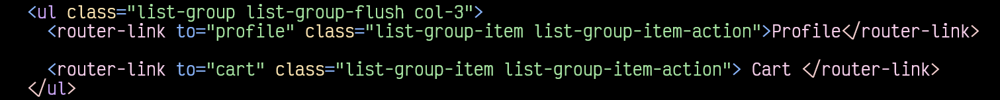 <ul class="list-group list-group-flush col-3">
<router-link to="profile" class="list-group-item list-group-item-action">Profile</router-link>
<router-link to="cart" class="list-group-item list-group-item-action"> Cart </router-link>
</ul>